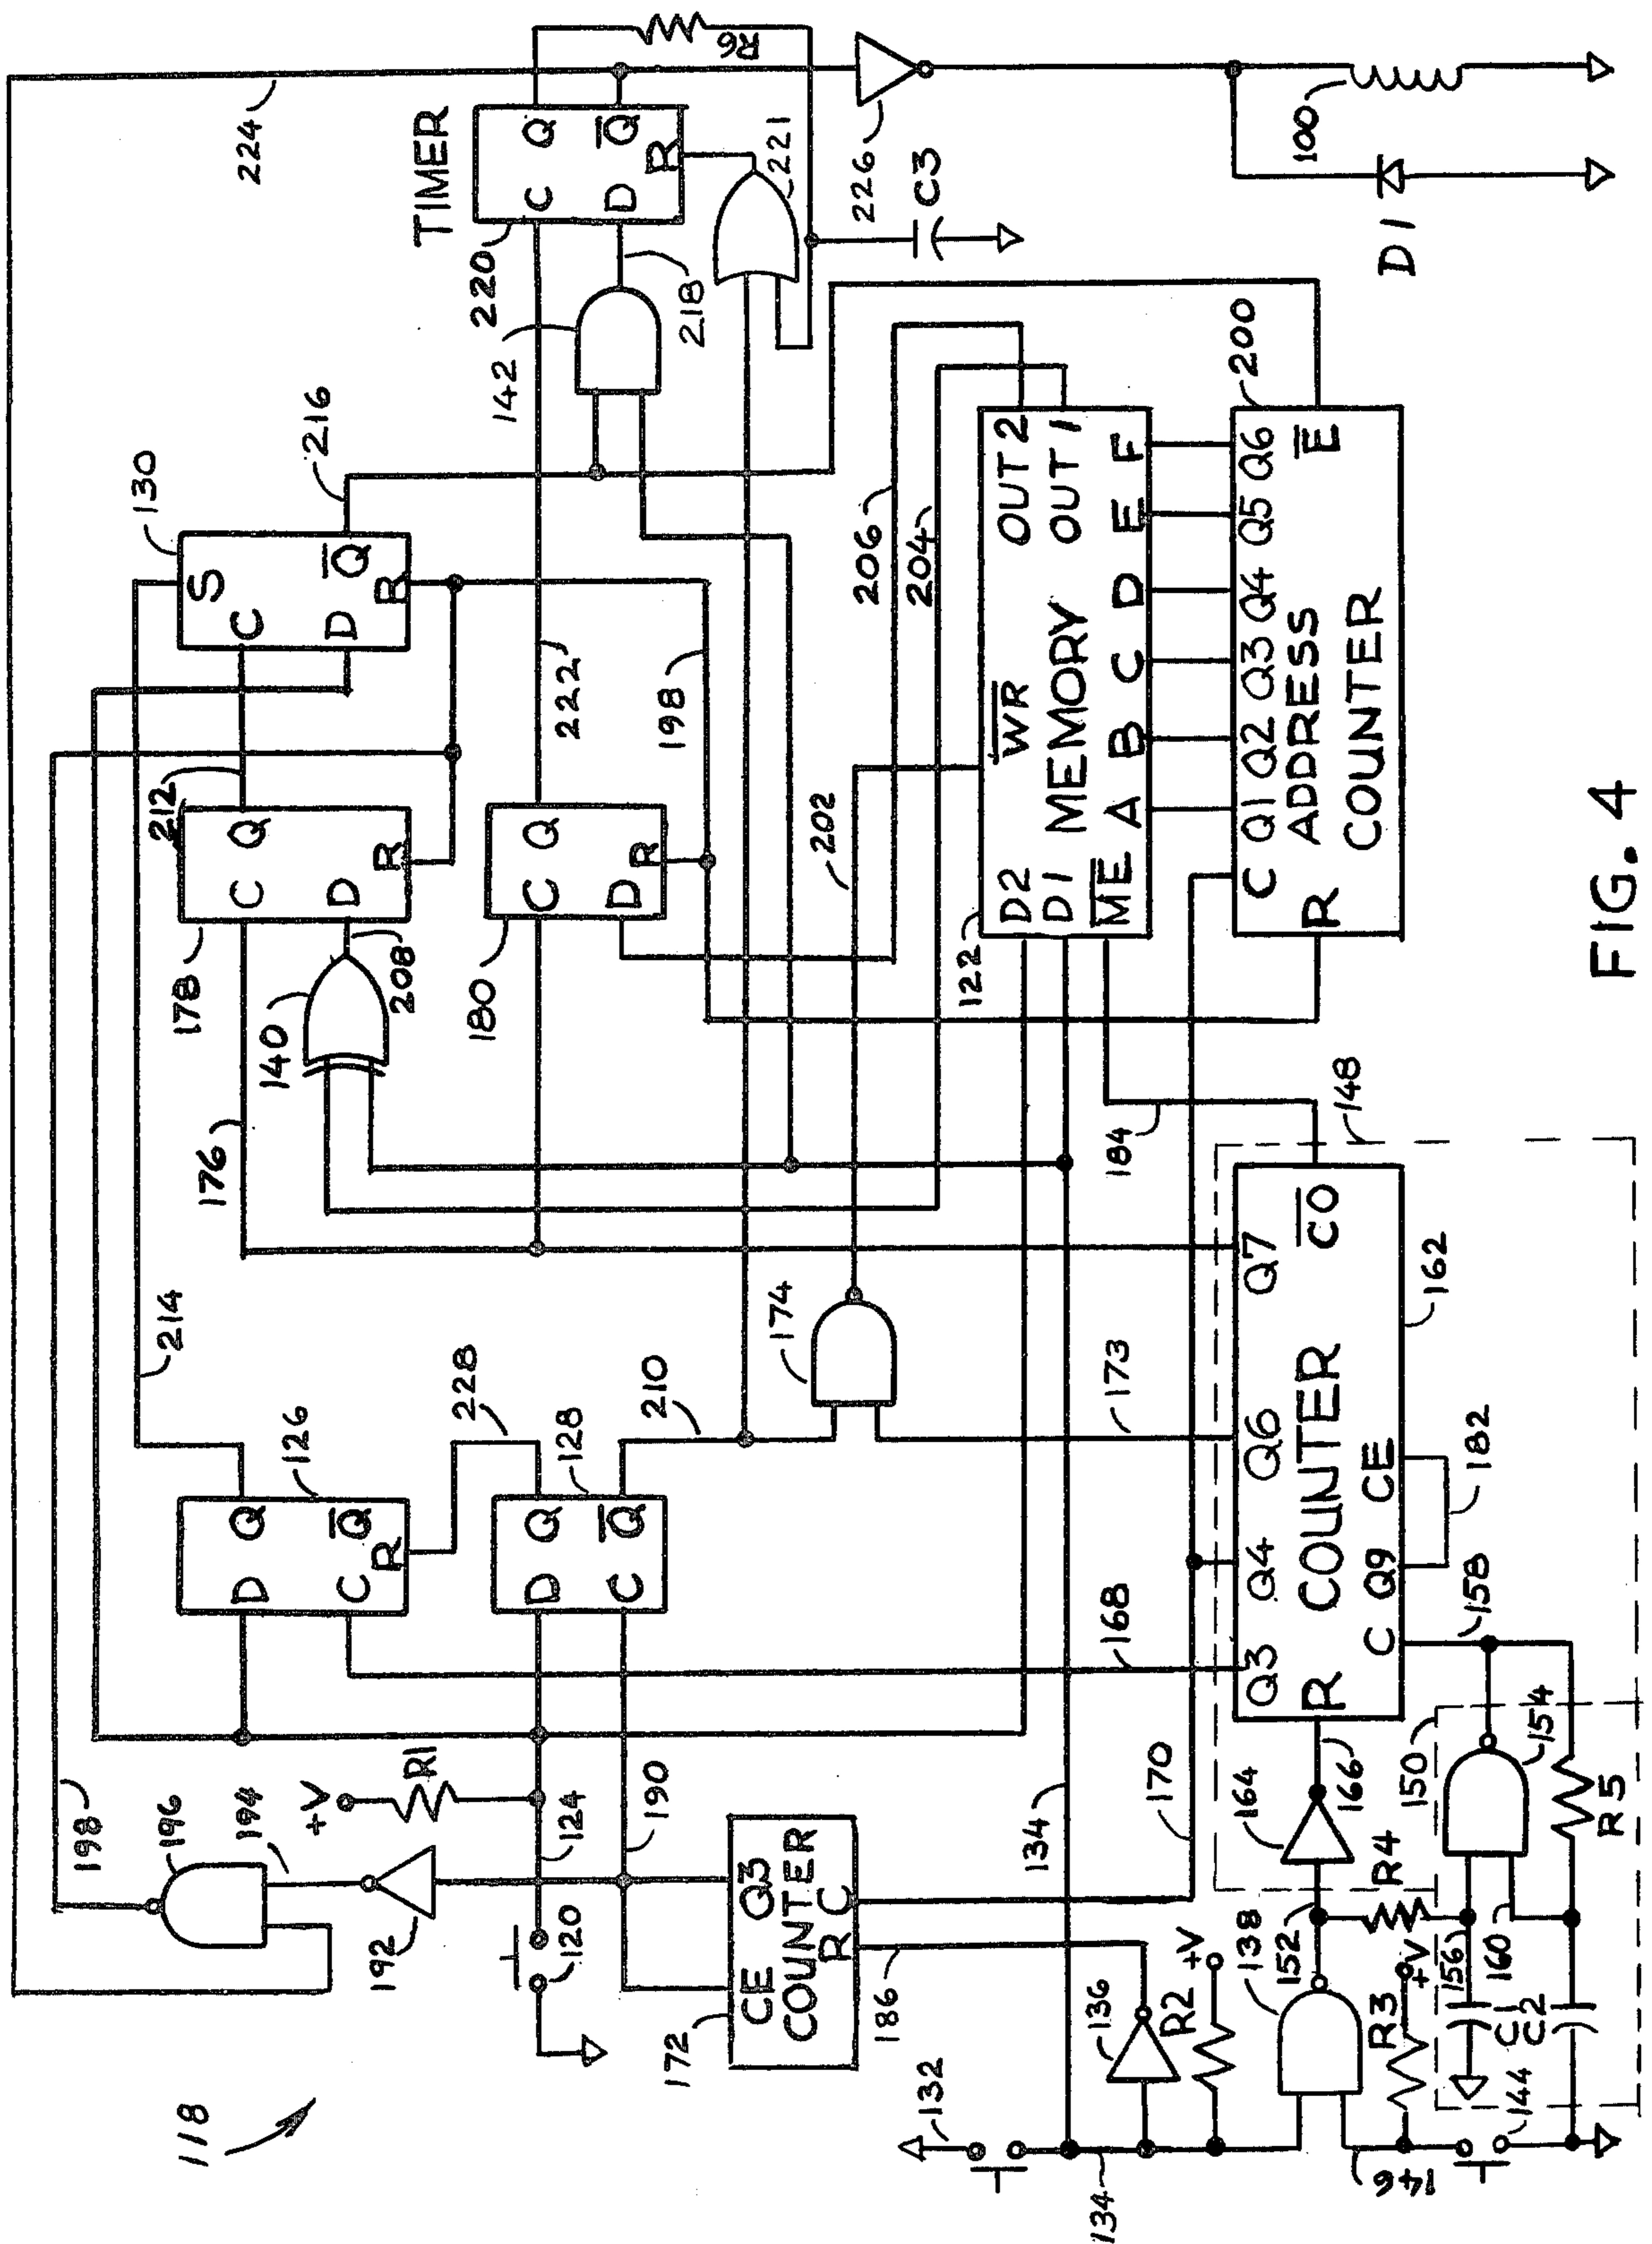 118
224
TIMER
Q
R6
Q̅
C
D
R
220
221
142
218
226
C3
100
D1
216
130
S
C
Q̅
D
R
206
204
200
222
198
OUT 2
OUT 1
W̅R̅
MEMORY
D2
D1
M̅E̅
A B C D E F
122
Q1 Q2 Q3 Q4 Q5 Q6
C
ADDRESS
E̅
R
COUNTER
202
212
C Q
D
R
178
208
140
C Q
D
R
180
176
214
174
173
184
148
228
210
126
D Q
C Q̅
R
128
D Q
C Q̅
168
Q3 Q4 Q6 Q7
R COUNTER C̅O̅
C Q9 C̅E̅
162
182
158
198
196
194
192
+V
R1
124
190
120
172
CE Q3
COUNTER
R C
186
134
170
164
166
150
154
R4
R5
152
138
156
160
C1
C2
132
136
R2
+V
R3
+V
134
146
144
FIG. 4